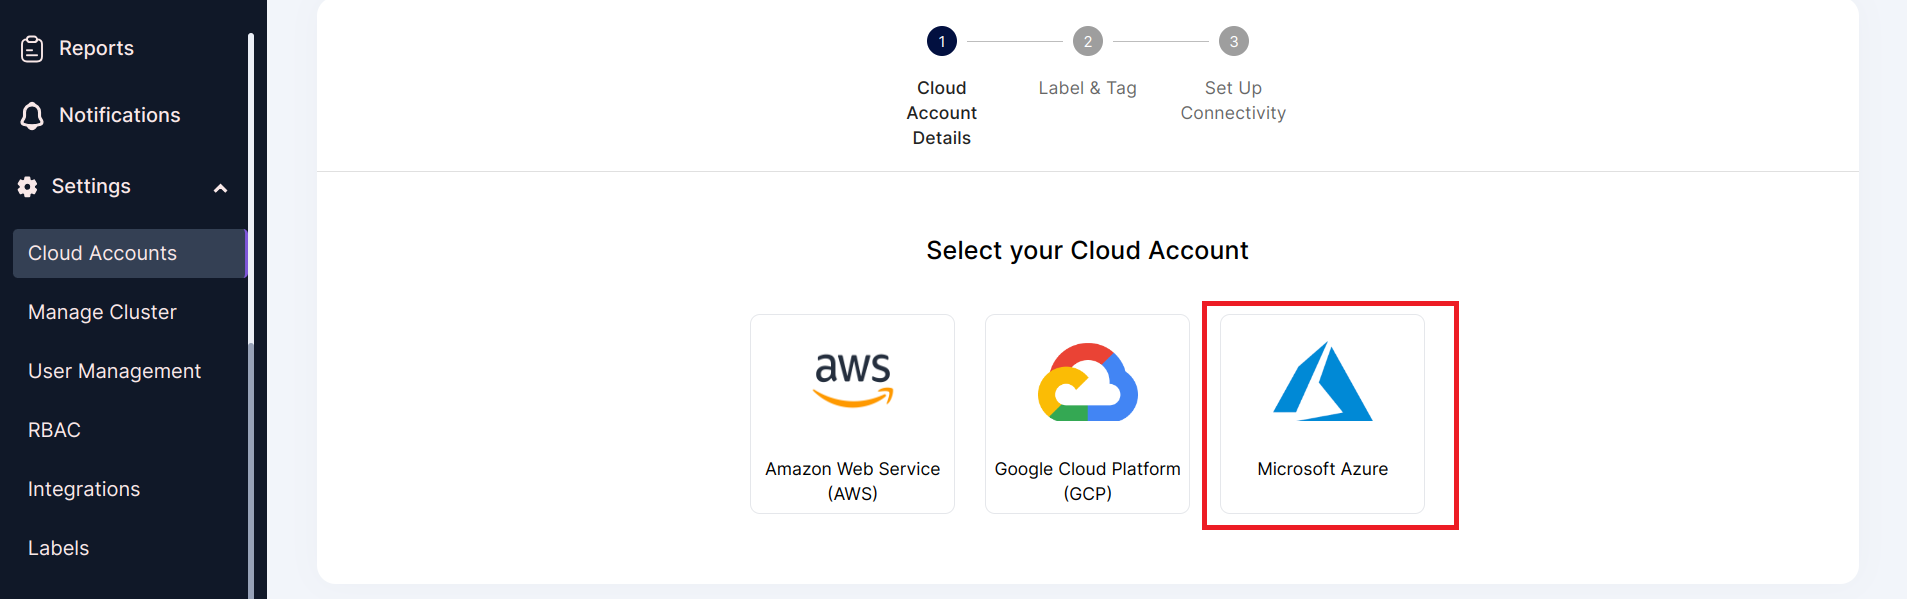 Reports
Notifications
Settings
Cloud Accounts
Manage Cluster
User Management
RBAC
Integrations
Labels
1
2
3
Cloud
Account
Details
Label & Tag
Set Up
Connectivity
Select your Cloud Account
aws
Amazon Web Service
(AWS)
Google Cloud Platform
(GCP)
Microsoft Azure